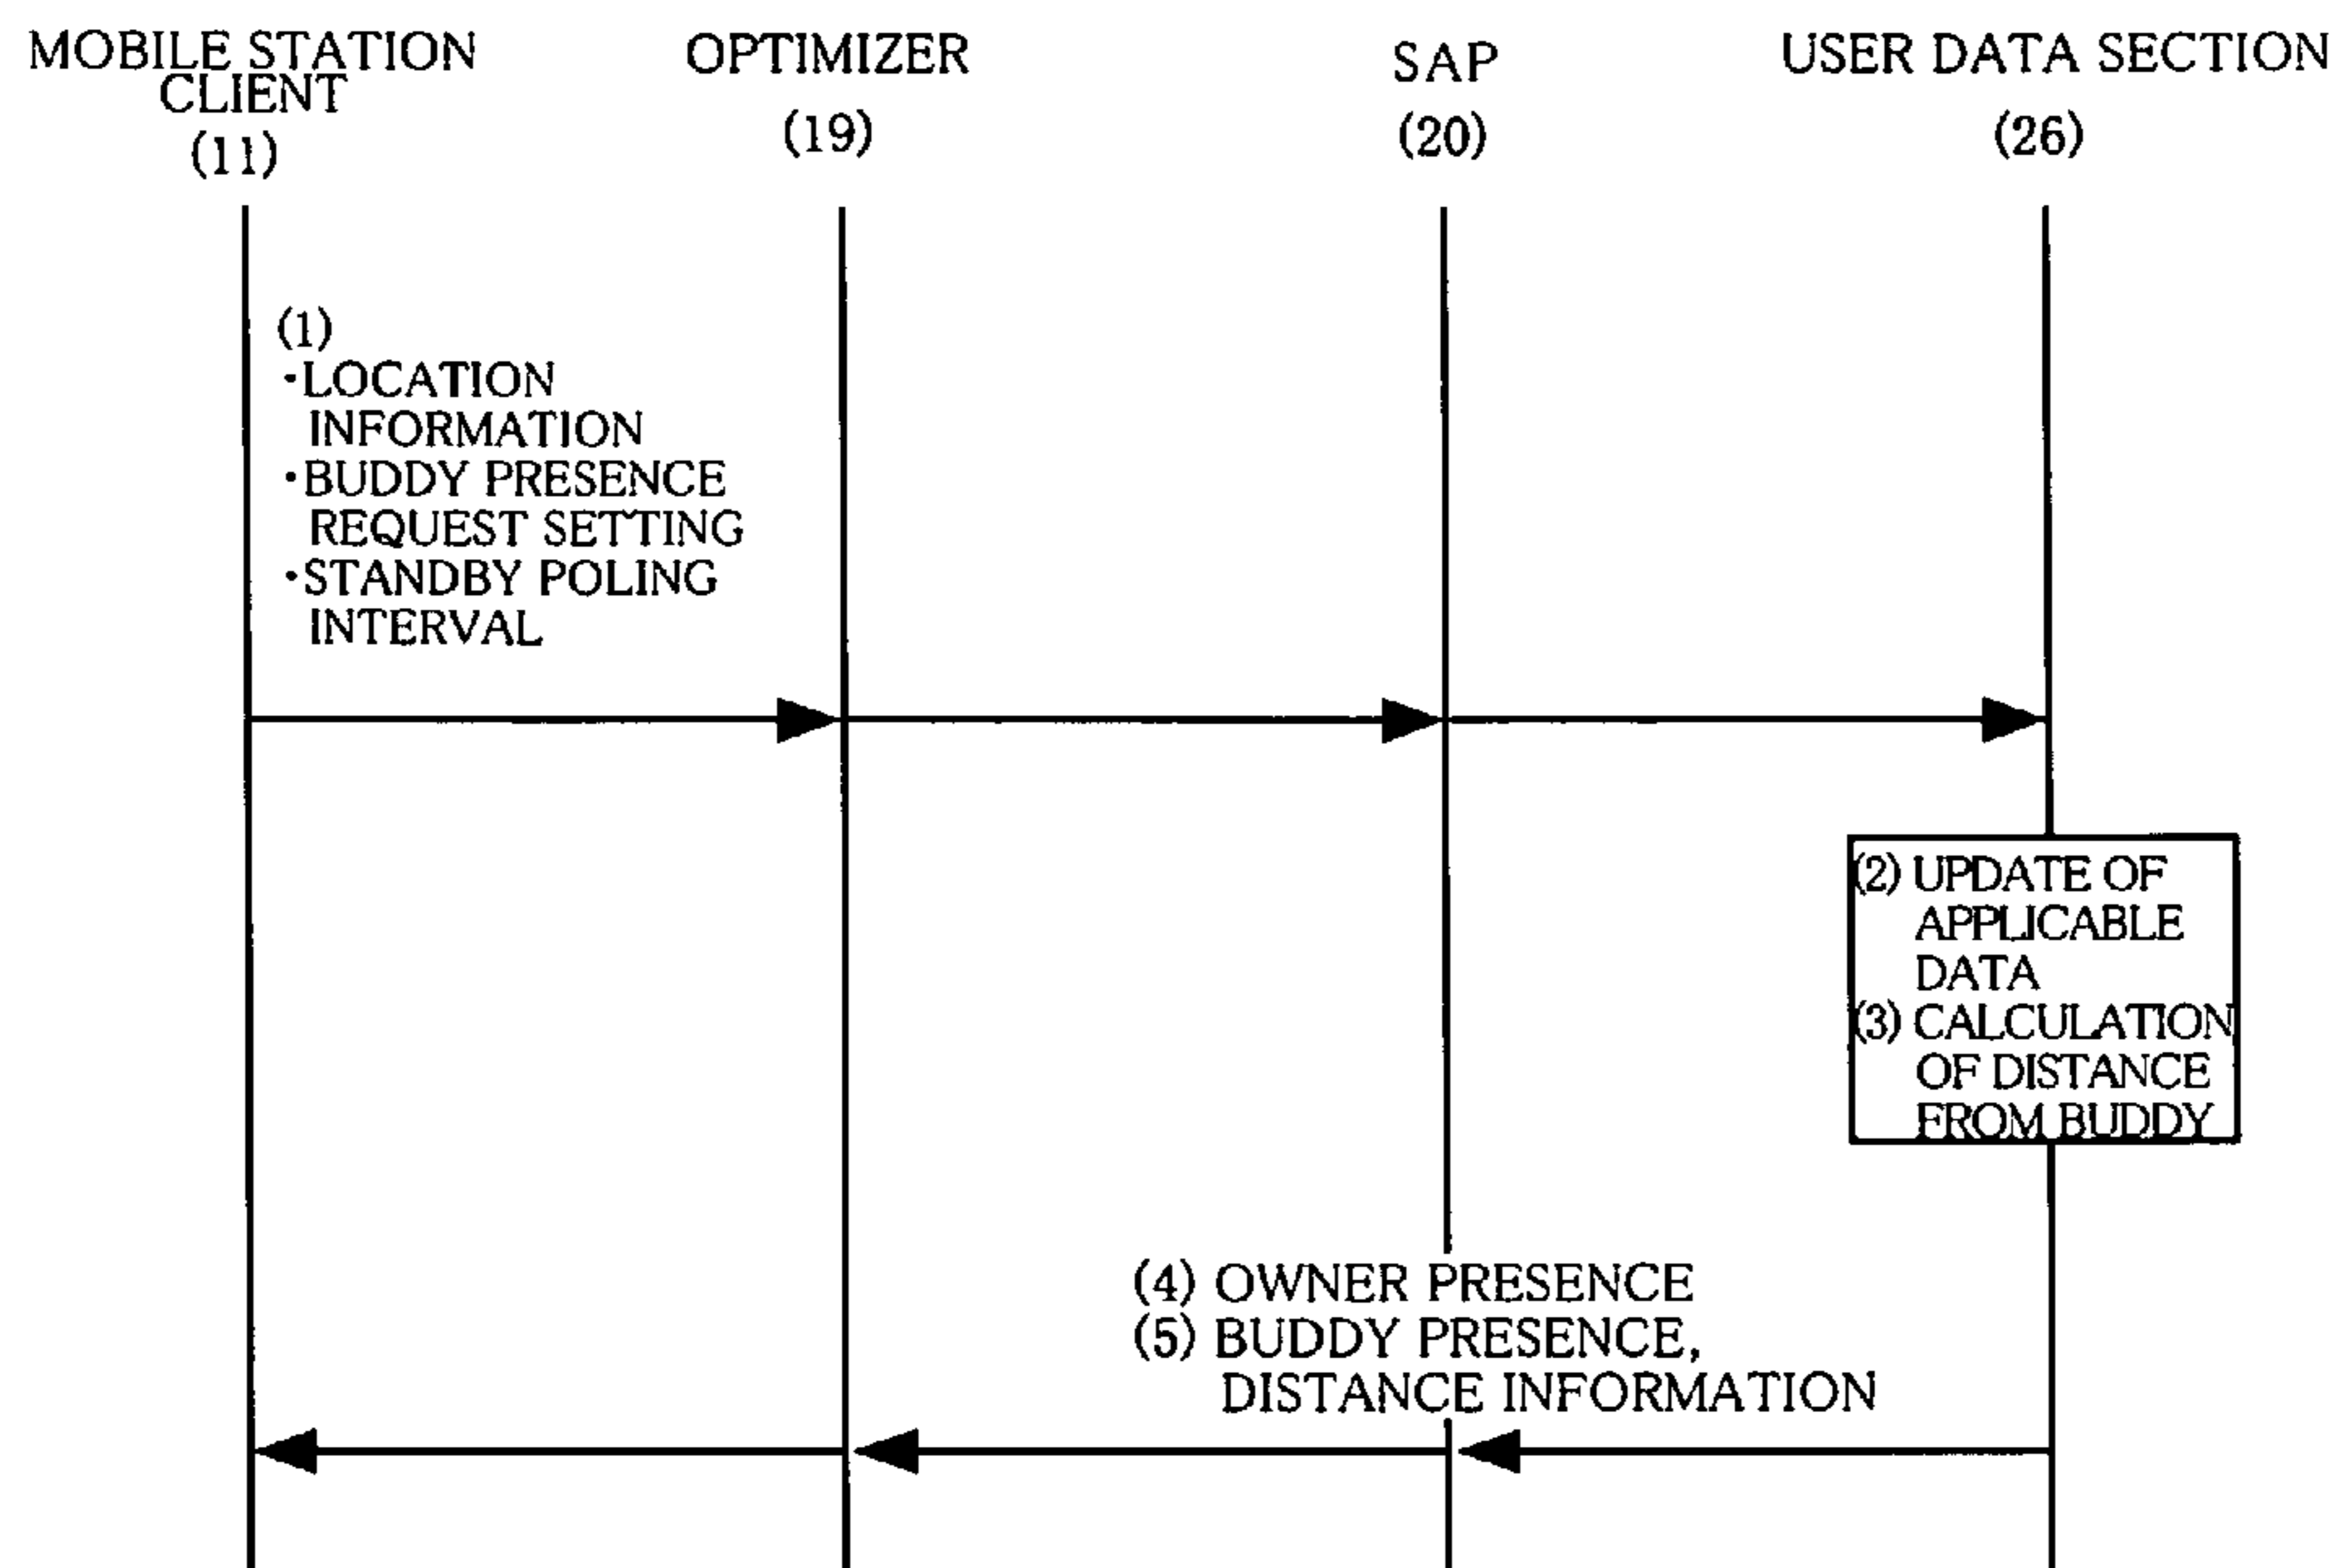 MOBILE STATION
CLIENT
(11)
OPTIMIZER
(19)
SAP
(20)
USER DATA SECTION
(26)
(1)
·LOCATION
INFORMATION
·BUDDY PRESENCE
REQUEST SETTING
·STANDBY POLING
INTERVAL
(2) UPDATE OF
APPLICABLE
DATA
(3) CALCULATION
OF DISTANCE
FROM BUDDY
(4) OWNER PRESENCE
(5) BUDDY PRESENCE,
DISTANCE INFORMATION